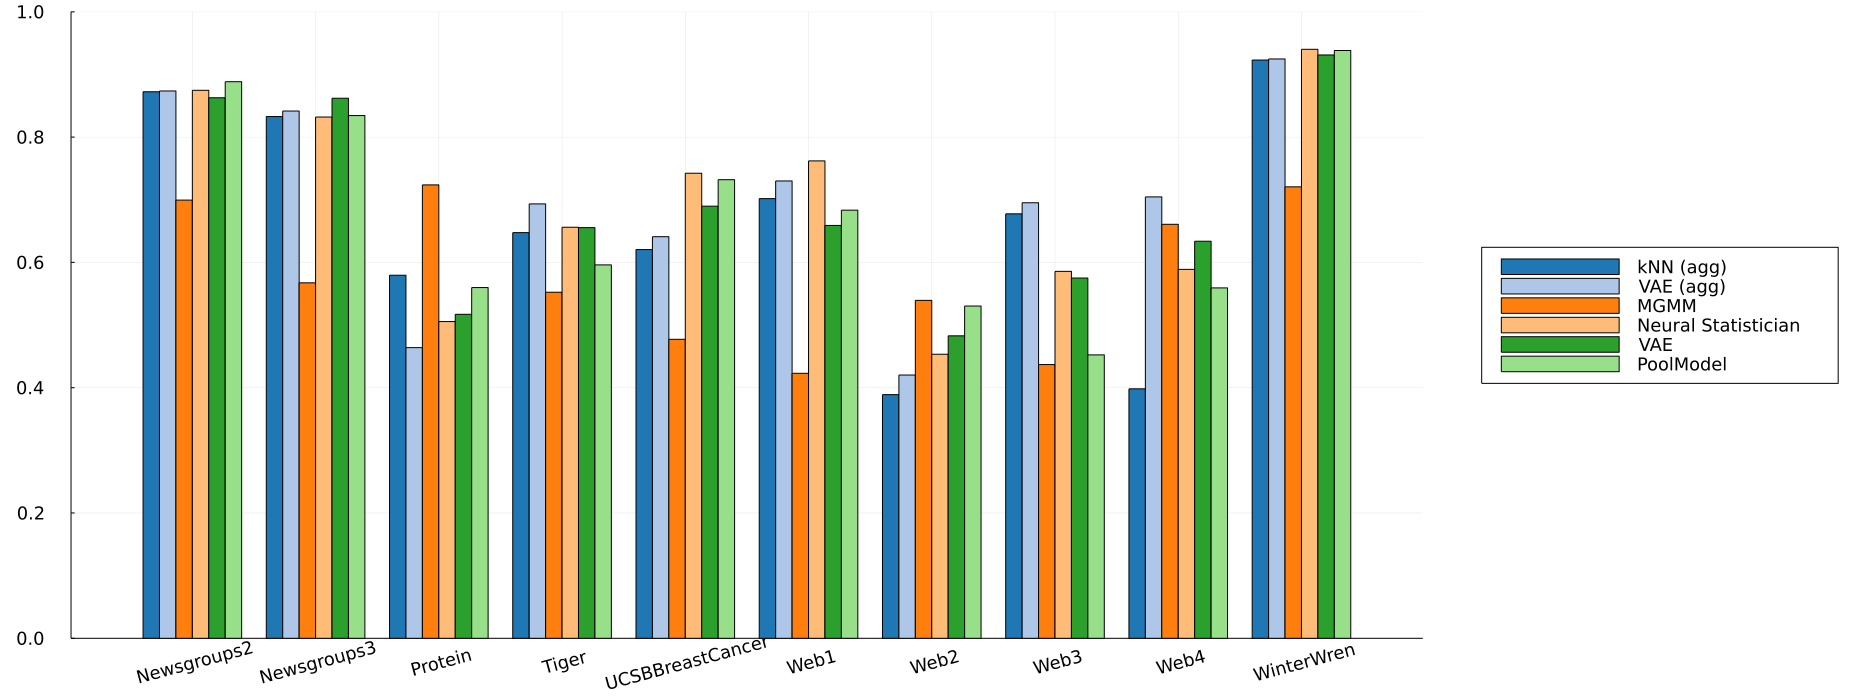 1.0
0.8
0.6
0.4
0.2
0.0
Newsgroups2
Newsgroups3
Protein
Tiger
UCSBBreastCancer
Web1
Web2
Web3
Web4
WinterWren
kNN (agg)
VAE (agg)
MGMM
Neural Statistician
VAE
PoolModel